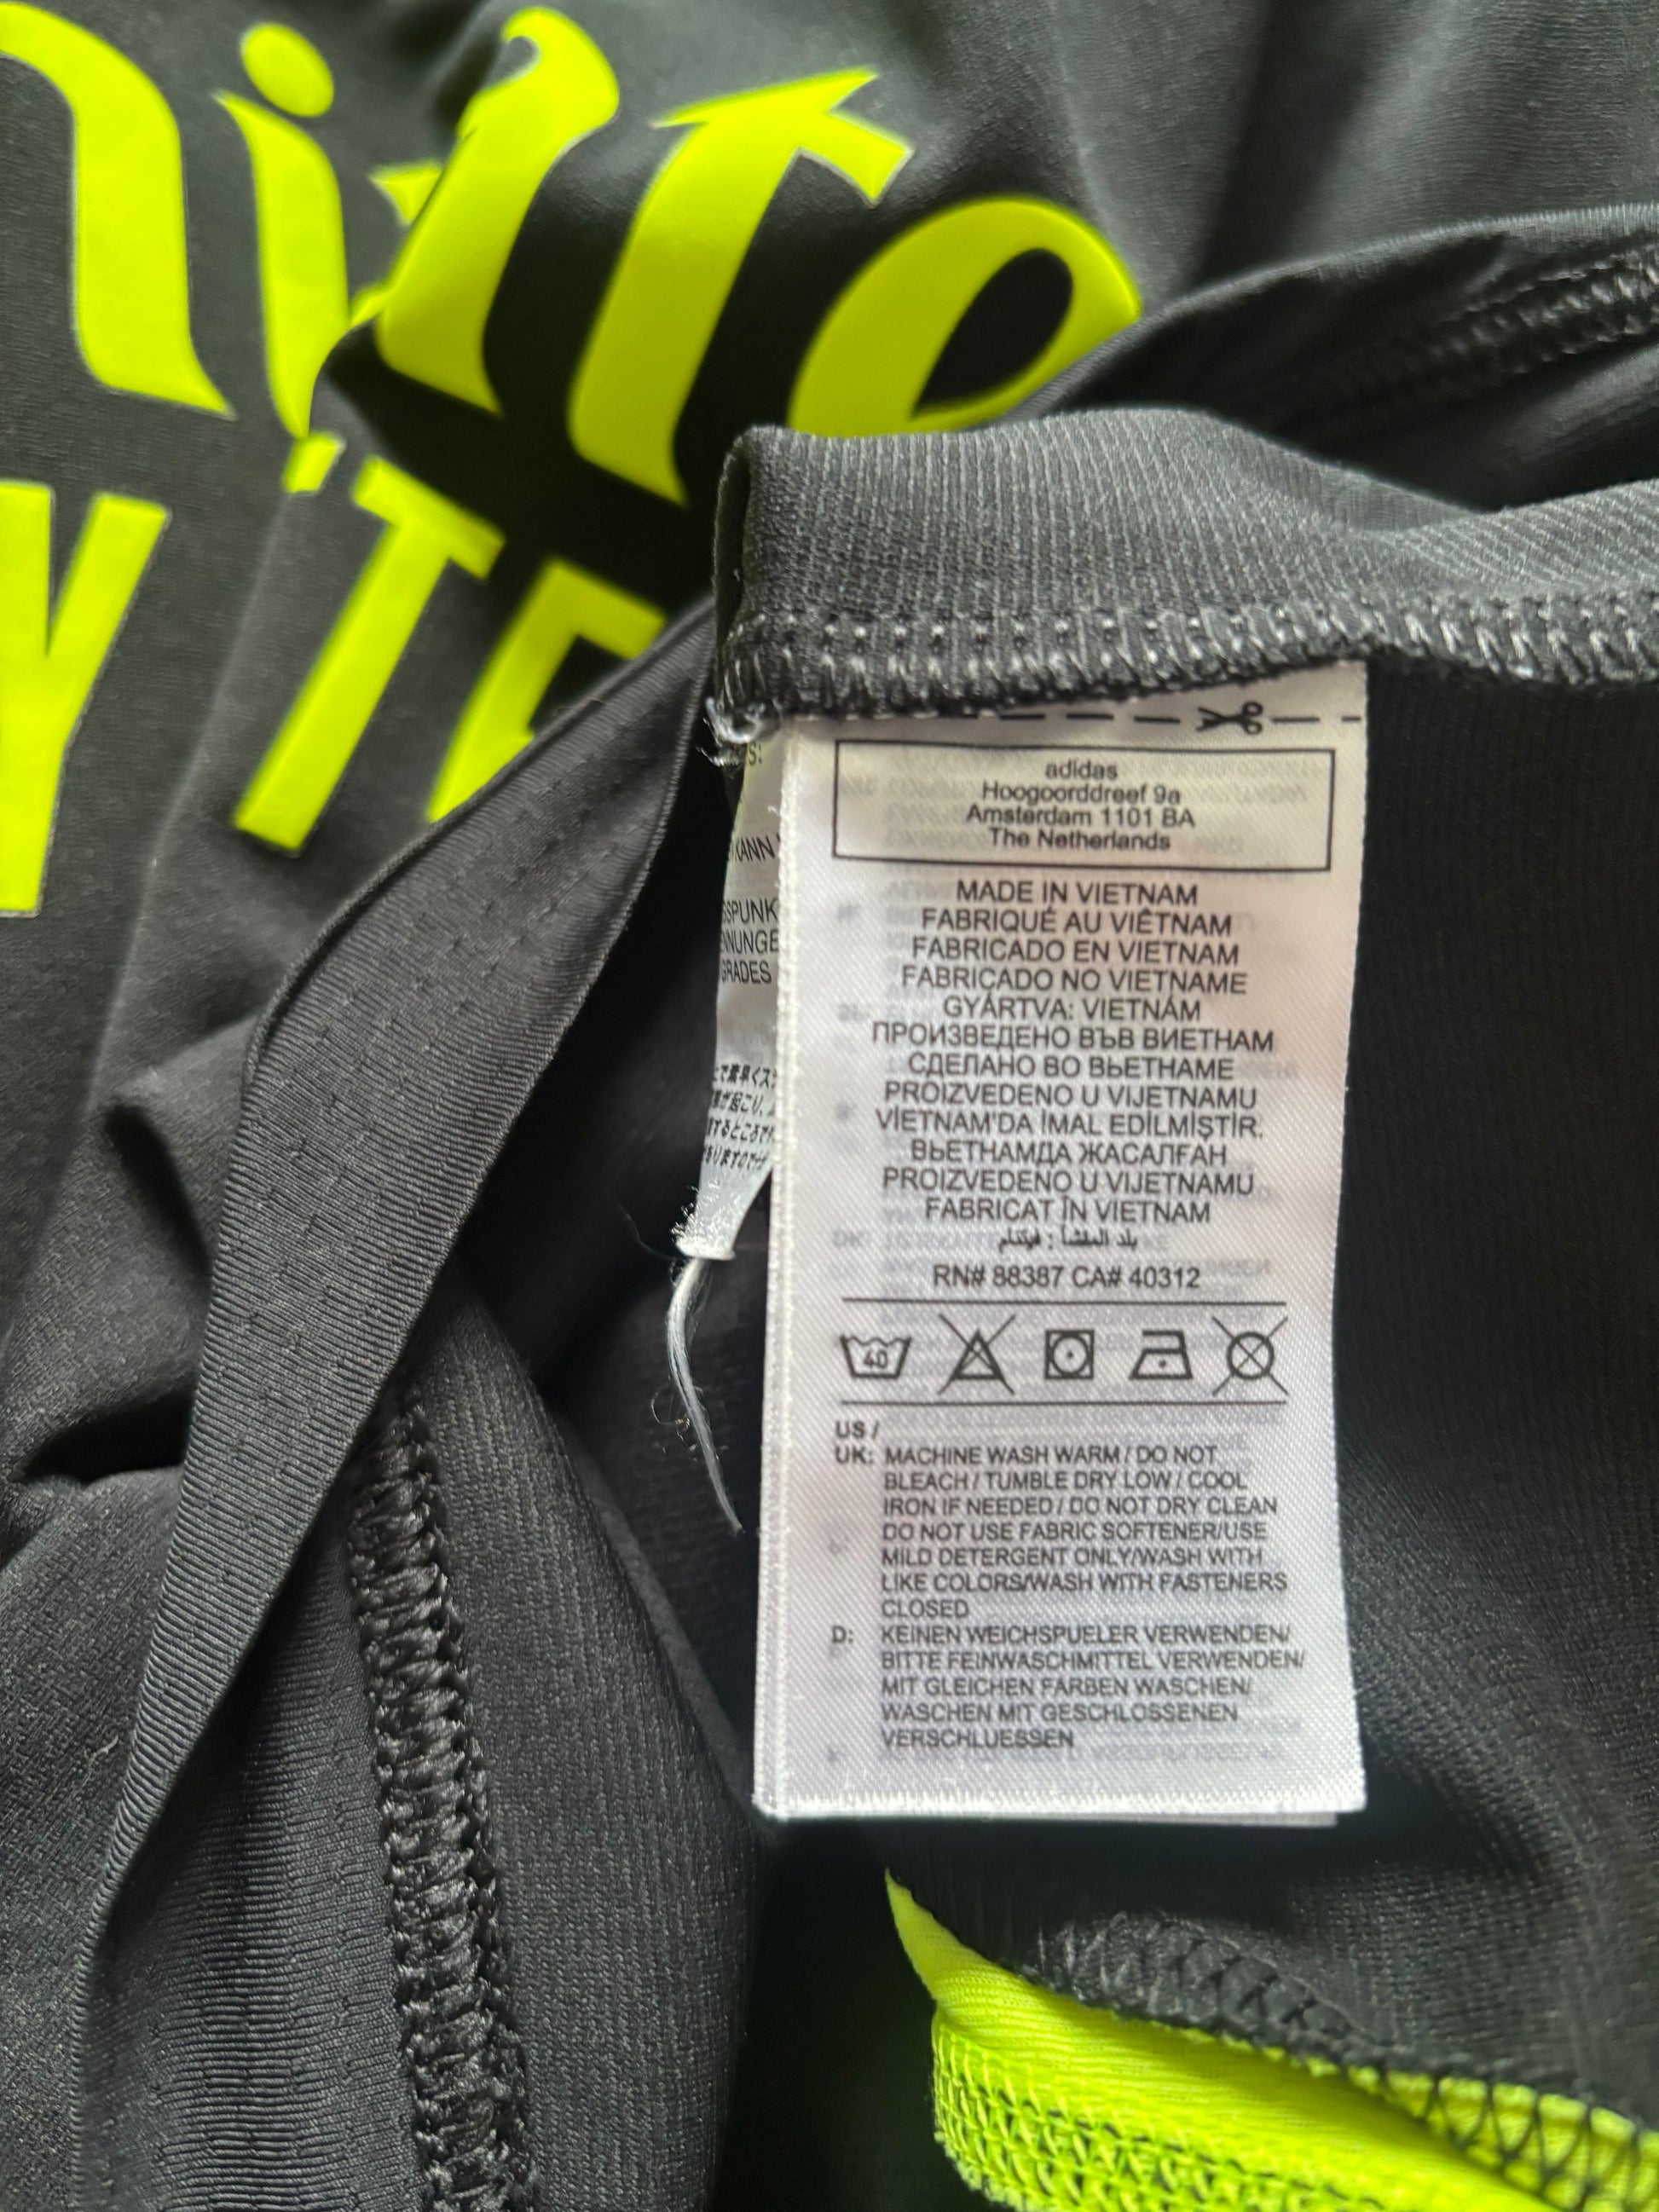 adidas
Hoogoorddreef 9a
Amsterdam 1101 BA
The Netherlands
MADE IN VIETNAM
FABRIQUÉ AU VIÊTNAM
FABRICADO EN VIETNAM
FABRICADO NO VIETNAME
GYÁRTVA: VIETNÁM
ПРОИЗВЕДЕНО ВЪВ ВИЕТНАМ
СДЕЛАНО ВО ВЬЕТНАМЕ
PROIZVEDENO U VIJETNAMU
VİETNAM'DA İMAL EDİLMİŞTİR.
ВЬЕТНАМДА ЖАСАЛҒАН
PROIZVEDENO U VIJETNAMU
FABRICAT ÎN VIETNAM
بلد المنشأ : فيتنام
RN# 88387 CA# 40312
40
US /
UK: MACHINE WASH WARM / DO NOT
BLEACH / TUMBLE DRY LOW / COOL
IRON IF NEEDED / DO NOT DRY CLEAN
DO NOT USE FABRIC SOFTENER/USE
MILD DETERGENT ONLY/WASH WITH
LIKE COLORS/WASH WITH FASTENERS
CLOSED
D: KEINEN WEICHSPUELER VERWENDEN/
BITTE FEINWASCHMITTEL VERWENDEN/
MIT GLEICHEN FARBEN WASCHEN/
WASCHEN MIT GESCHLOSSENEN
VERSCHLUESSEN